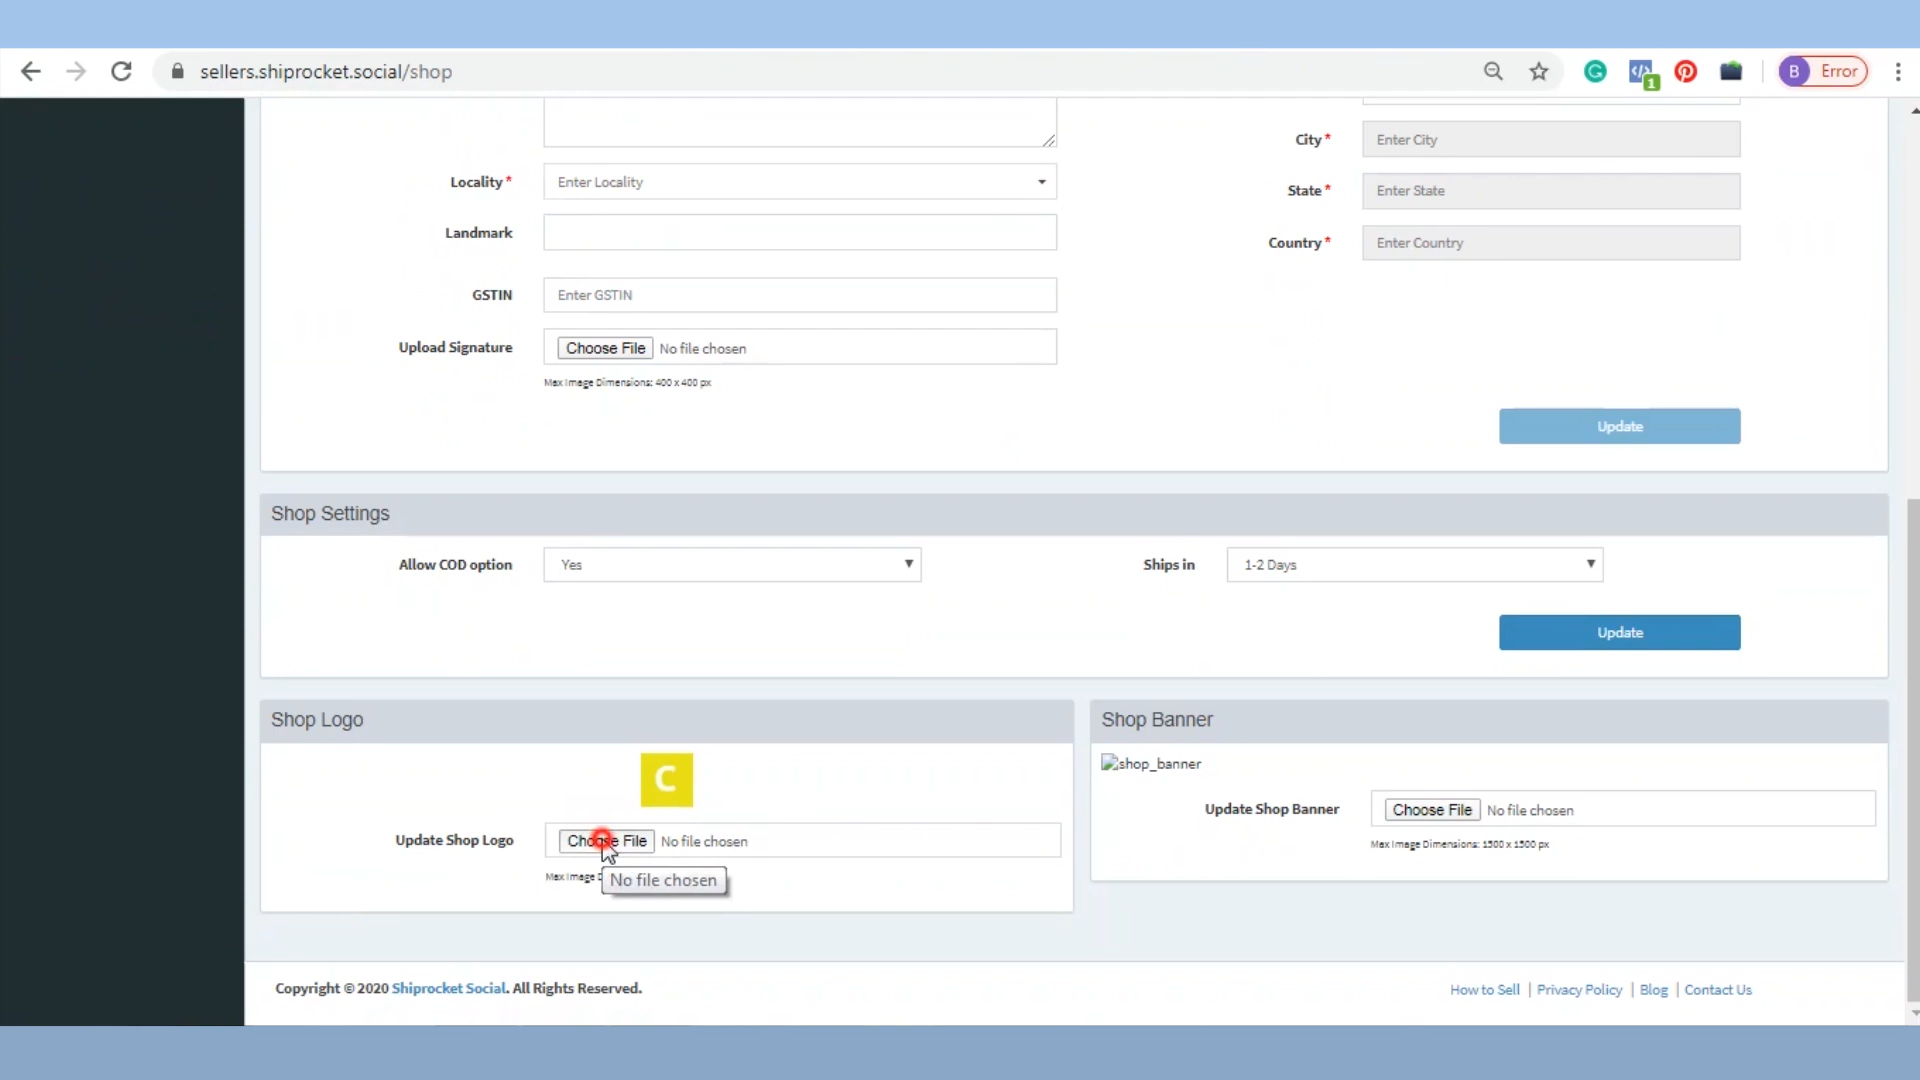 sellers.shiprocket.social/shop
1
B Error
City *
Enter City
Locality *
Enter Locality
State *
Enter State
Landmark
Country *
Enter Country
GSTIN
Enter GSTIN
Upload Signature
Choose File No file chosen
Max Image Dimensions: 400 x 400 px
Update
Shop Settings
Allow COD option
Yes
Ships in
1-2 Days
Update
Shop Logo
C
Update Shop Logo
Choose File No file chosen
Max Image
No file chosen
Shop Banner
shop_banner
Update Shop Banner
Choose File No file chosen
Max Image Dimensions: 1500 x 1500 px
Copyright © 2020 Shiprocket Social. All Rights Reserved.
How to Sell | Privacy Policy | Blog | Contact Us